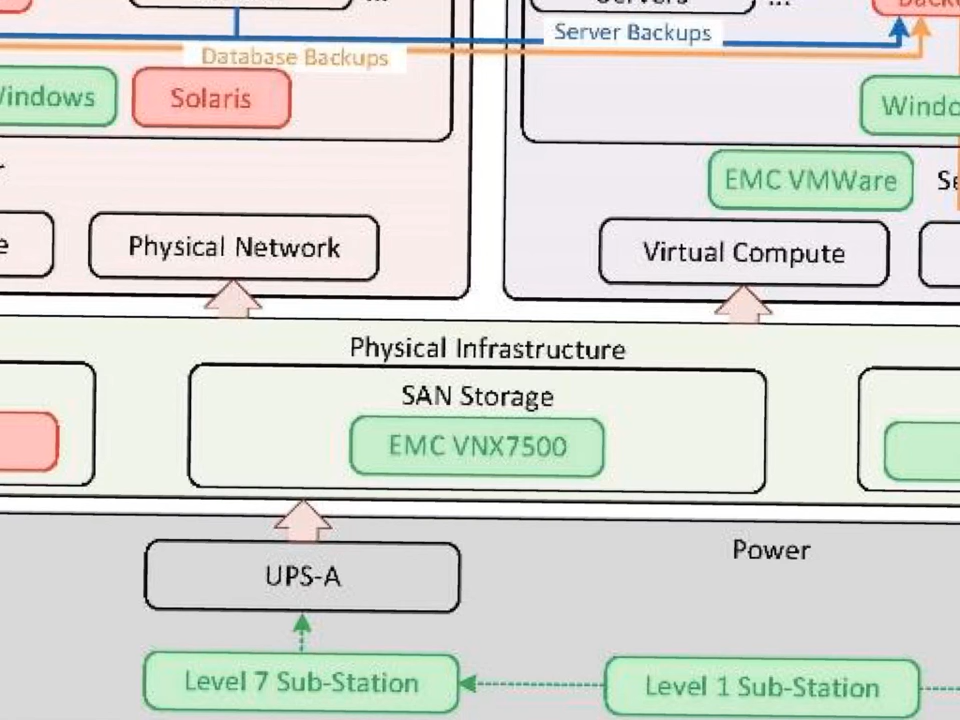 ...
Servers
...
Server Backups
Database Backups
Windows
Solaris
EMC VMWare
Physical Network
Virtual Compute
Physical Infrastructure
SAN Storage
EMC VNX7500
Power
UPS-A
Level 7 Sub-Station
Level 1 Sub-Station